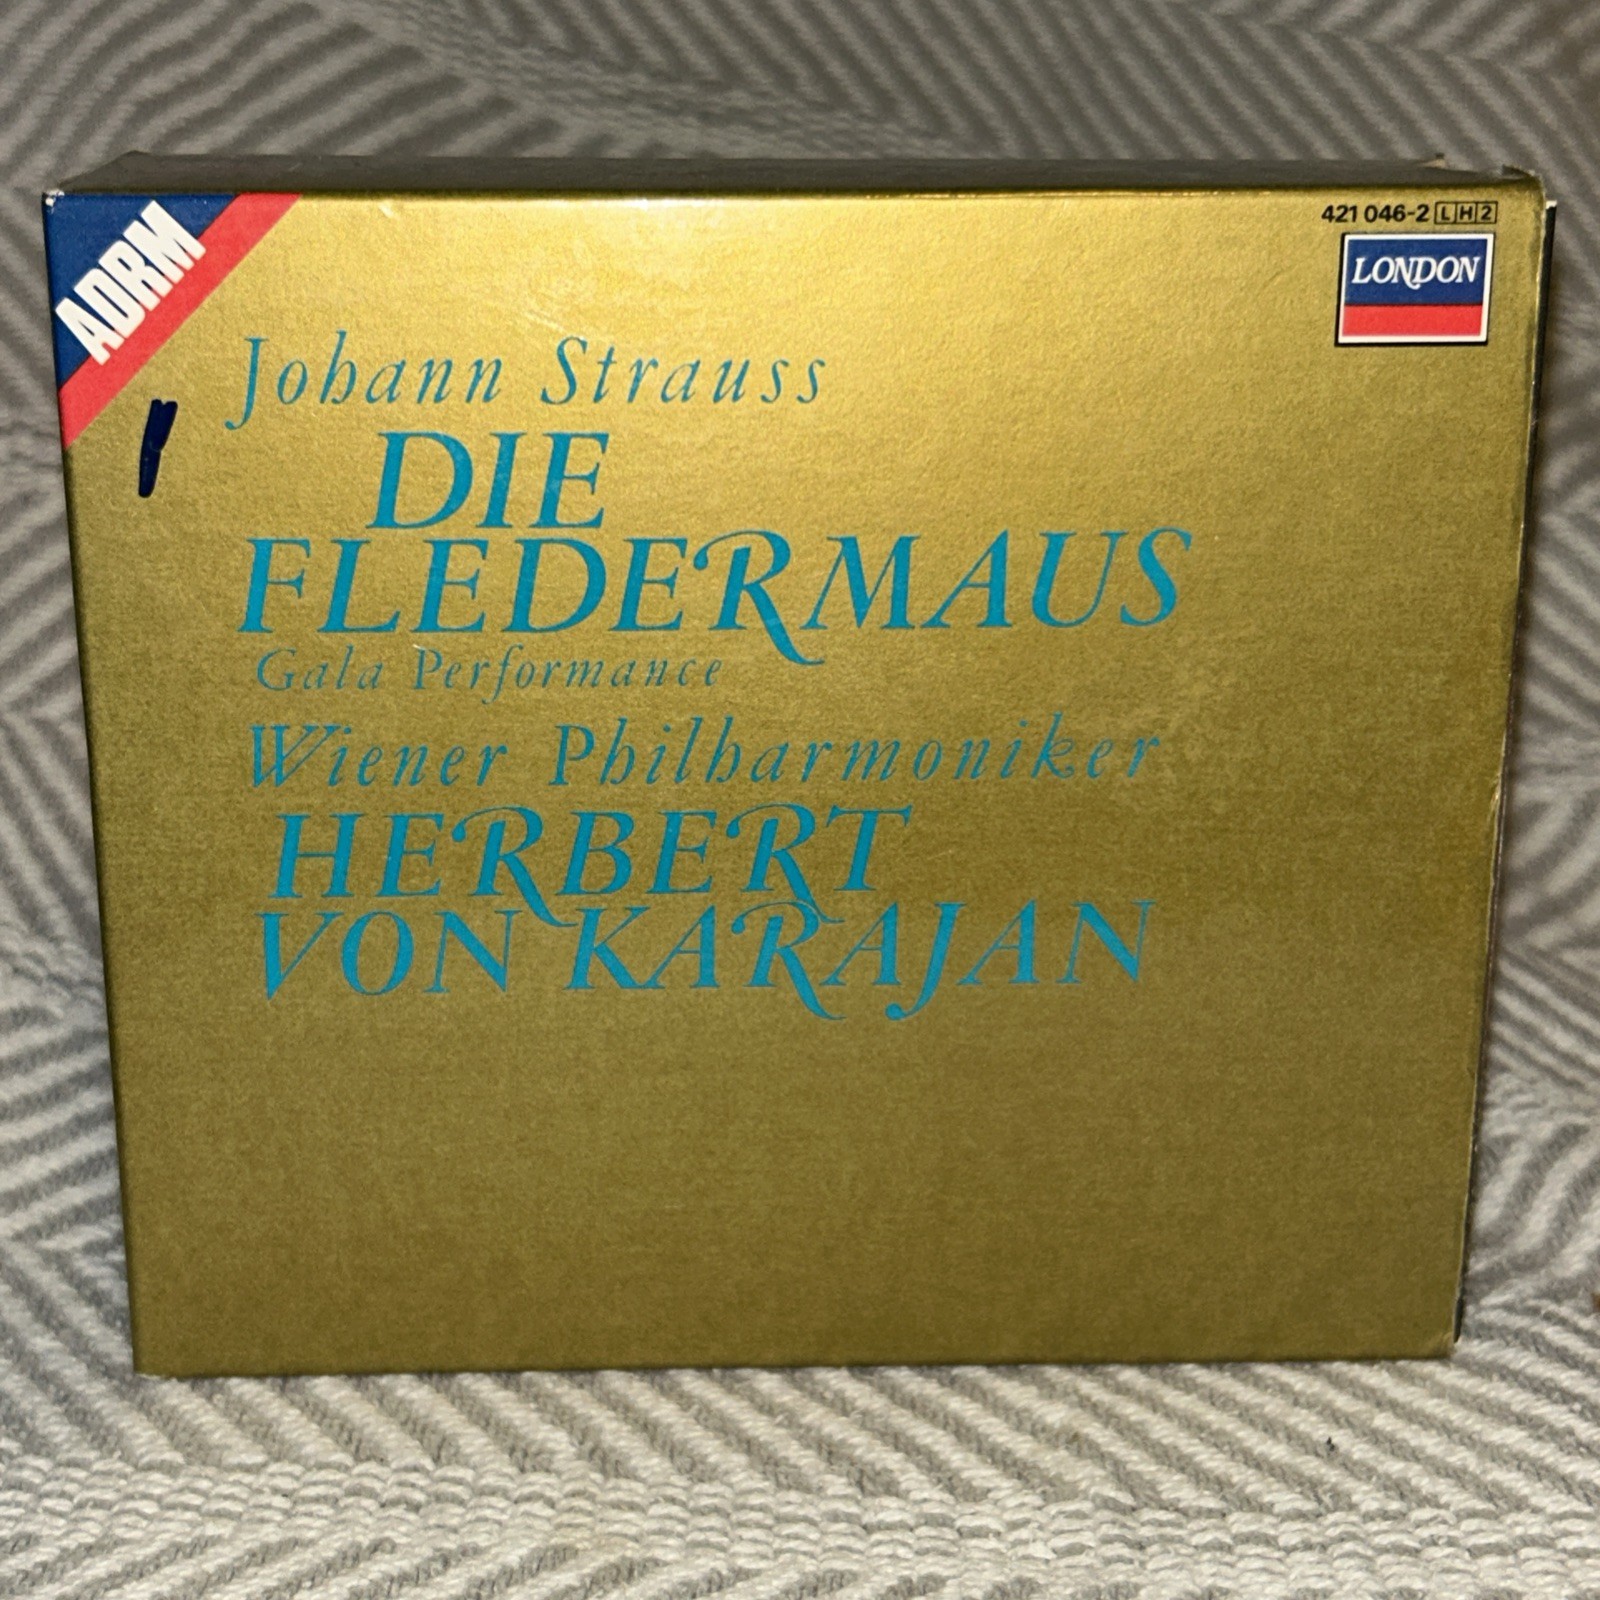 ADRM
421 046-2 LH2
LONDON
Johann Strauss
DIE
FLEDERMAUS
Gala Performance
Wiener Philharmoniker
HERBERT
VON KARAJAN